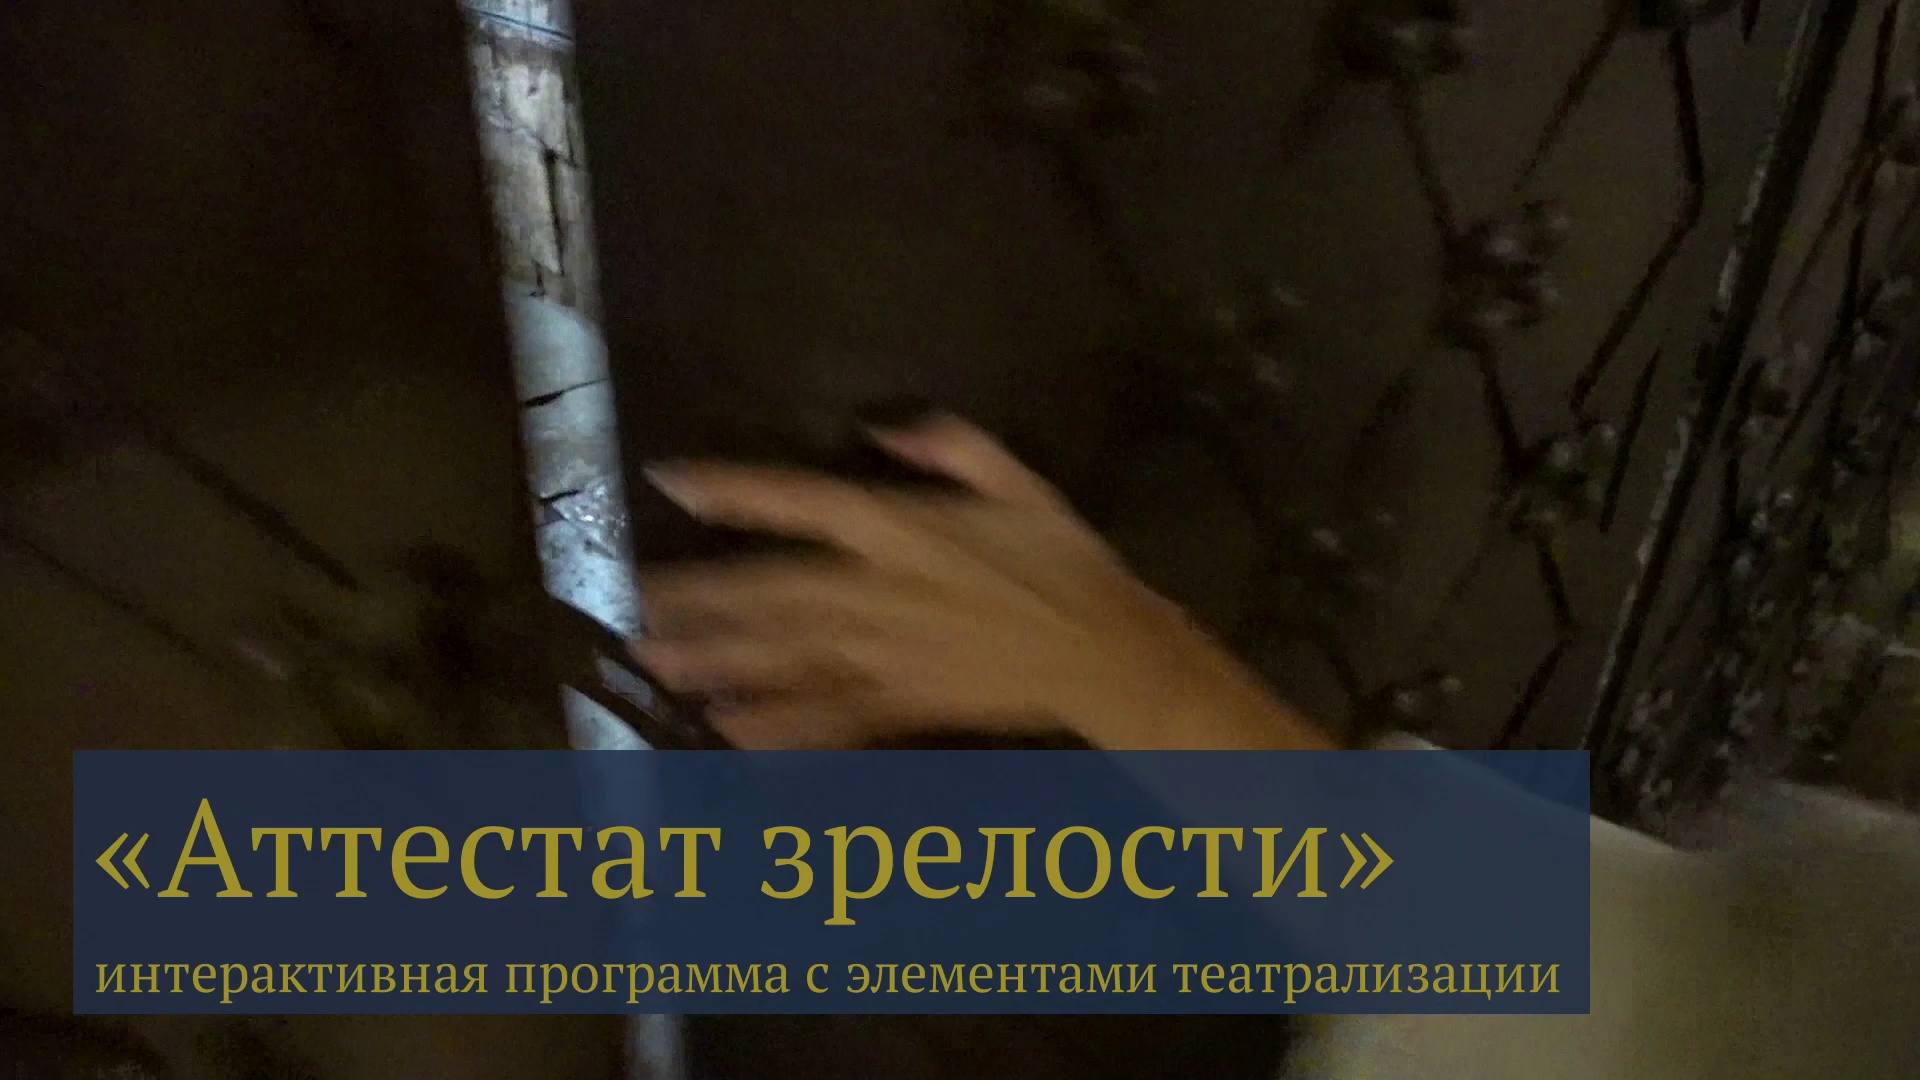 «Аттестат зрелости»
интерактивная программа с элементами театрализации